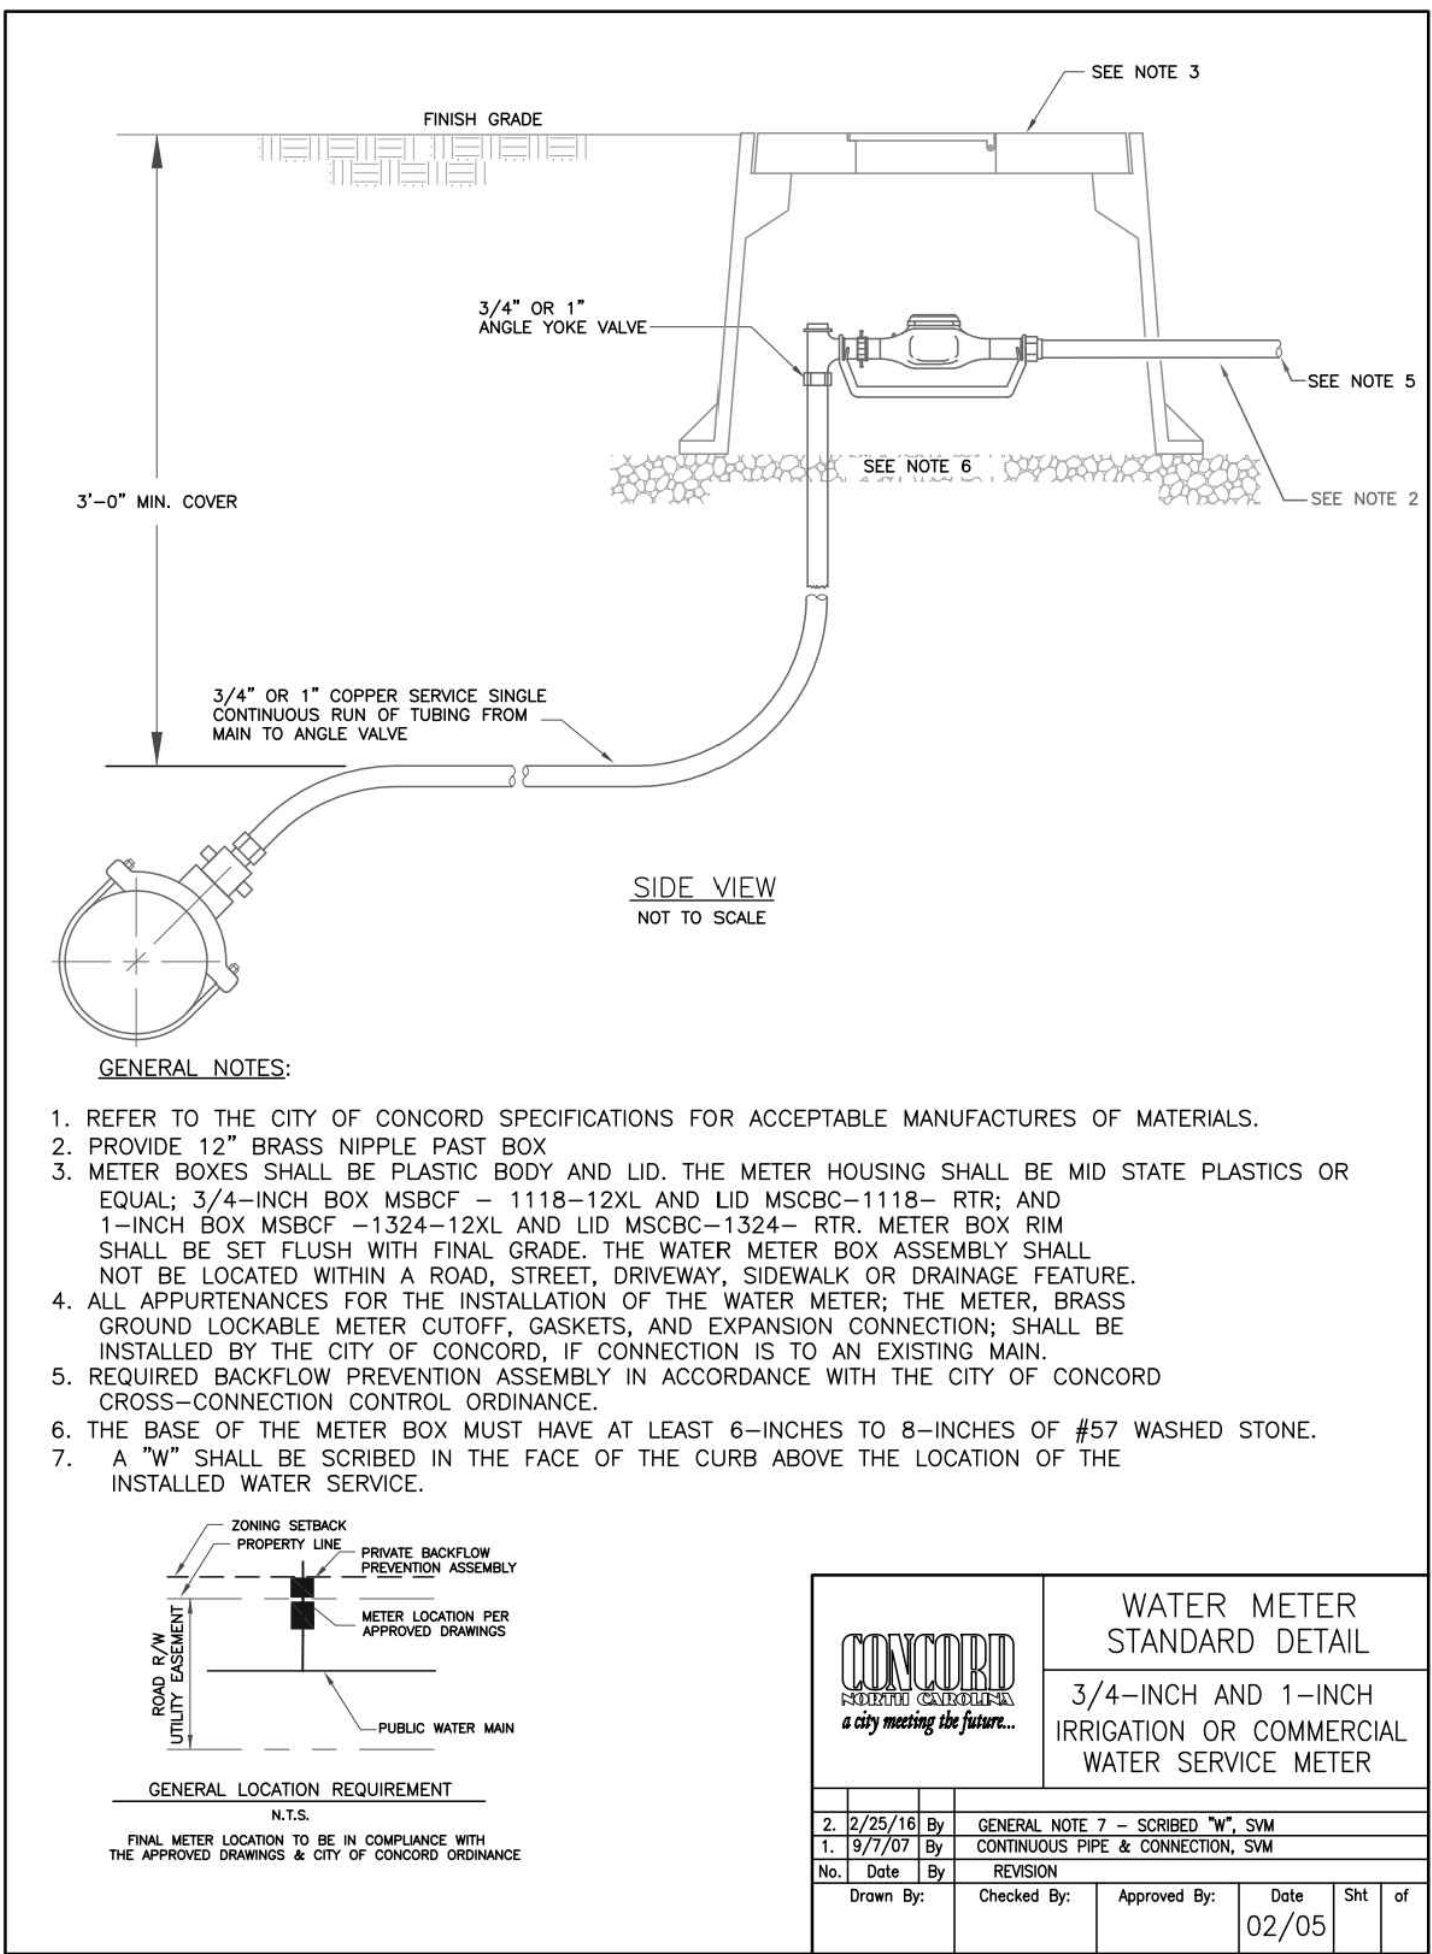 SEE NOTE 3
FINISH GRADE
3/4" OR 1"
ANGLE YOKE VALVE
SEE NOTE 5
SEE NOTE 6
SEE NOTE 2
3'-0" MIN. COVER
3/4" OR 1" COPPER SERVICE SINGLE
CONTINUOUS RUN OF TUBING FROM
MAIN TO ANGLE VALVE
SIDE VIEW
NOT TO SCALE
GENERAL NOTES:
1. REFER TO THE CITY OF CONCORD SPECIFICATIONS FOR ACCEPTABLE MANUFACTURES OF MATERIALS.
2. PROVIDE 12" BRASS NIPPLE PAST BOX
3. METER BOXES SHALL BE PLASTIC BODY AND LID. THE METER HOUSING SHALL BE MID STATE PLASTICS OR
EQUAL; 3/4-INCH BOX MSBCF - 1118-12XL AND LID MSCBC-1118- RTR; AND
1-INCH BOX MSBCF -1324-12XL AND LID MSCBC-1324- RTR. METER BOX RIM
SHALL BE SET FLUSH WITH FINAL GRADE. THE WATER METER BOX ASSEMBLY SHALL
NOT BE LOCATED WITHIN A ROAD, STREET, DRIVEWAY, SIDEWALK OR DRAINAGE FEATURE.
4. ALL APPURTENANCES FOR THE INSTALLATION OF THE WATER METER; THE METER, BRASS
GROUND LOCKABLE METER CUTOFF, GASKETS, AND EXPANSION CONNECTION; SHALL BE
INSTALLED BY THE CITY OF CONCORD, IF CONNECTION IS TO AN EXISTING MAIN.
5. REQUIRED BACKFLOW PREVENTION ASSEMBLY IN ACCORDANCE WITH THE CITY OF CONCORD
CROSS-CONNECTION CONTROL ORDINANCE.
6. THE BASE OF THE METER BOX MUST HAVE AT LEAST 6-INCHES TO 8-INCHES OF #57 WASHED STONE.
7. A "W" SHALL BE SCRIBED IN THE FACE OF THE CURB ABOVE THE LOCATION OF THE
INSTALLED WATER SERVICE.
ZONING SETBACK
PROPERTY LINE
PRIVATE BACKFLOW
PREVENTION ASSEMBLY
METER LOCATION PER
APPROVED DRAWINGS
ROAD R/W
UTILITY EASEMENT
PUBLIC WATER MAIN
GENERAL LOCATION REQUIREMENT
N.T.S.
FINAL METER LOCATION TO BE IN COMPLIANCE WITH
THE APPROVED DRAWINGS & CITY OF CONCORD ORDINANCE
CONCORD
NORTH CAROLINA
a city meeting the future...
WATER METER
STANDARD DETAIL
3/4-INCH AND 1-INCH
IRRIGATION OR COMMERCIAL
WATER SERVICE METER
2. 2/25/16 By GENERAL NOTE 7 - SCRIBED "W", SVM
1. 9/7/07 By CONTINUOUS PIPE & CONNECTION, SVM
No. Date By REVISION
Drawn By: Checked By: Approved By: Date Sht of
02/05